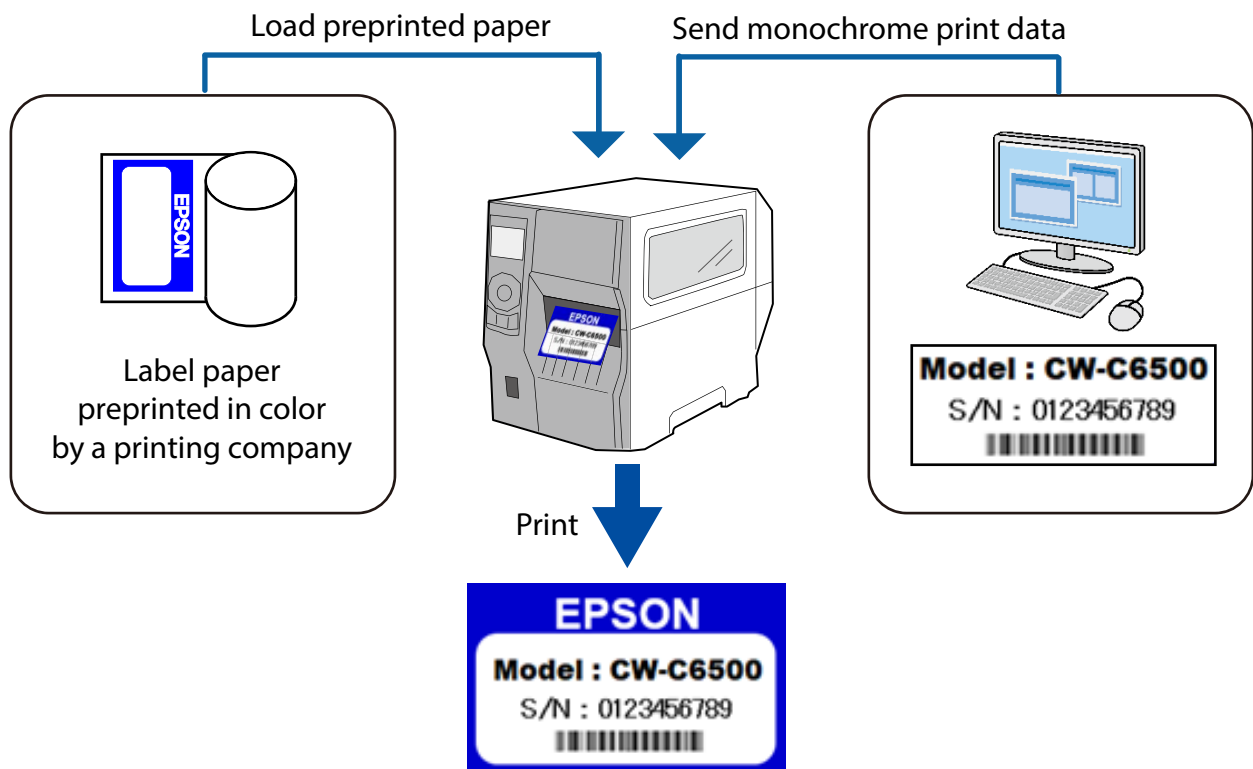 Load preprinted paper
Send monochrome print data
EPSON
Label paper
preprinted in color
by a printing company
EPSON
Model : CW-C6500
S/N : 0123456789
Model : CW-C6500
S/N : 0123456789
Print
EPSON
Model : CW-C6500
S/N : 0123456789